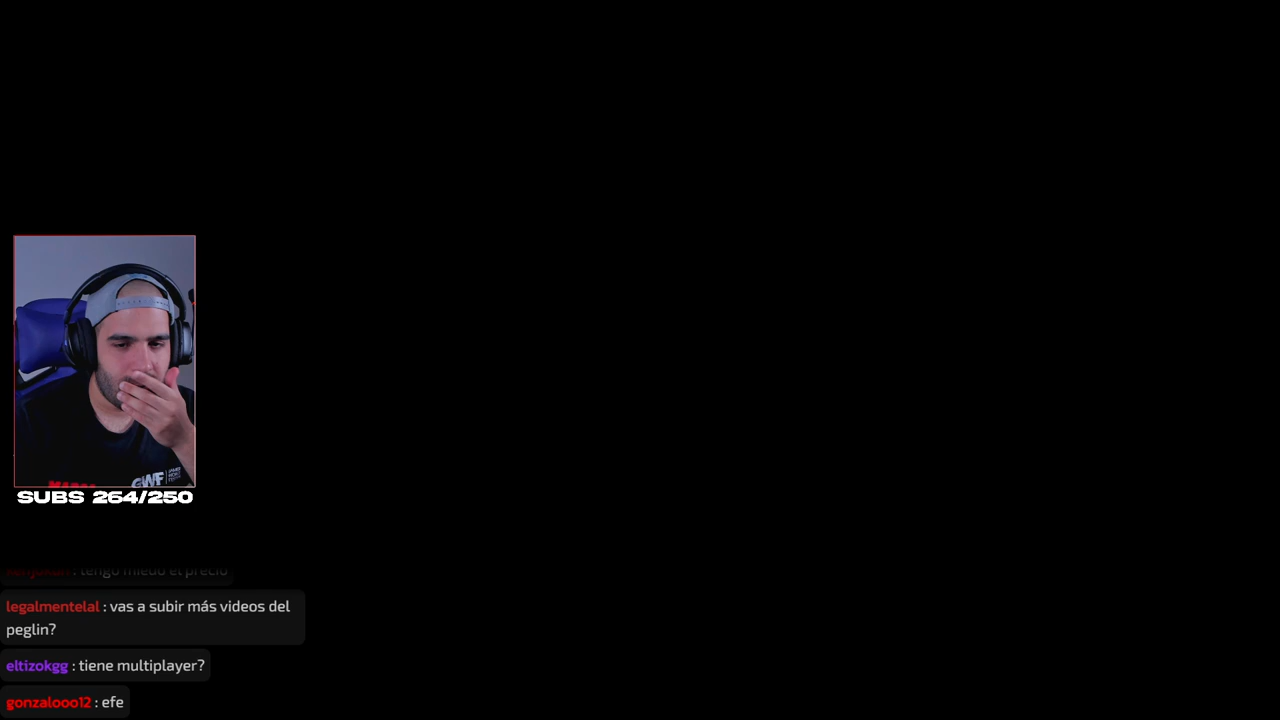 GWF
SUBS 264/250
: tengo miedo el precio
legalmentelal : vas a subir más videos del
peglin?
eltizokgg : tiene multiplayer?
gonzalooo12 : efe